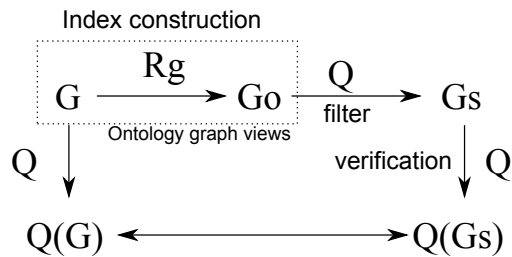 Index construction
Rg
Q
G
Go
Gs
filter
Ontology graph views
Q
verification
Q
Q(G)
Q(Gs)